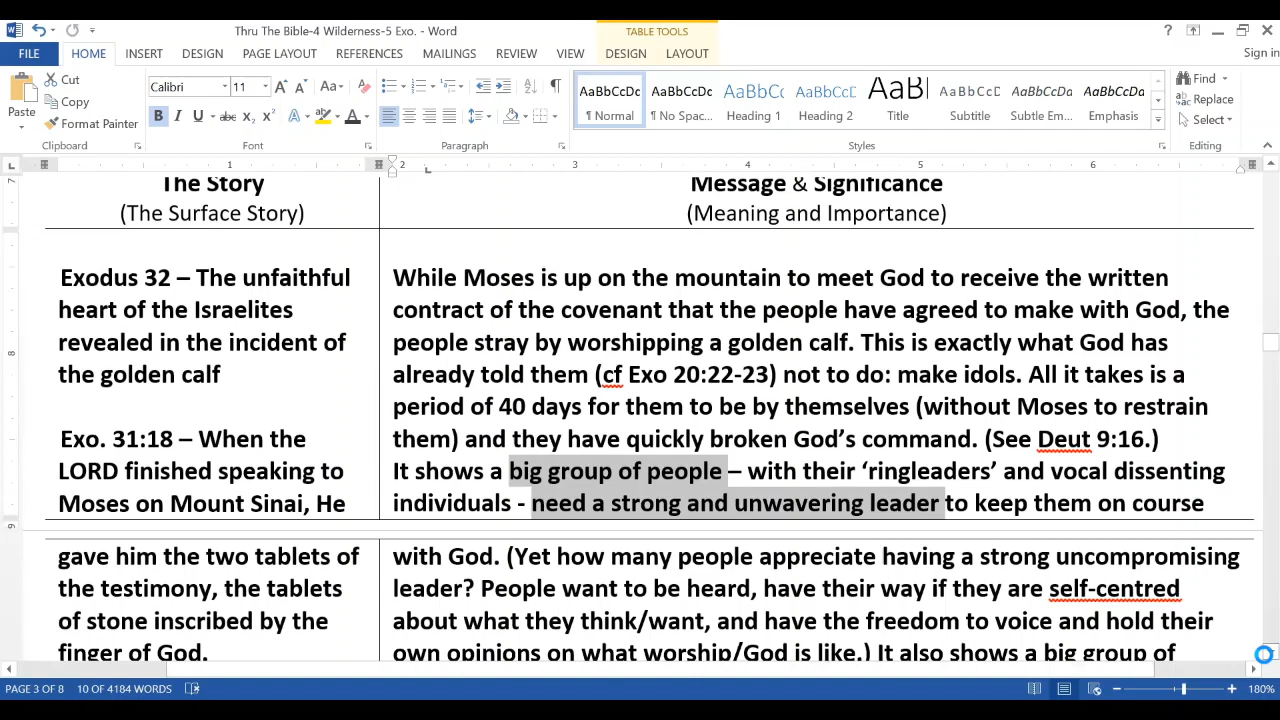 Thru The Bible-4 Wilderness-5 Exo. - Word
TABLE TOOLS
?
FILE
HOME
INSERT
DESIGN
PAGE LAYOUT
REFERENCES
MAILINGS
REVIEW
VIEW
DESIGN
LAYOUT
Sign in
Paste
Cut
Copy
Format Painter
Clipboard
Calibri
11
Font
Paragraph
AaBbCcDc
¶ Normal
AaBbCcDc
¶ No Spac...
AaBbCc
Heading 1
AaBbCcD
Heading 2
AaBl
Title
AaBbCcD
Subtitle
AaBbCcDt
Subtle Em...
AaBbCcDt
Emphasis
Styles
Find
Replace
Select
Editing
1 2 3 4 5 6
7
8
9
The Story
(The Surface Story)
Message & Significance
(Meaning and Importance)
Exodus 32 – The unfaithful
heart of the Israelites
revealed in the incident of
the golden calf
Exo. 31:18 – When the
LORD finished speaking to
Moses on Mount Sinai, He
gave him the two tablets of
the testimony, the tablets
of stone inscribed by the
finger of God.
While Moses is up on the mountain to meet God to receive the written
contract of the covenant that the people have agreed to make with God, the
people stray by worshipping a golden calf. This is exactly what God has
already told them (cf Exo 20:22-23) not to do: make idols. All it takes is a
period of 40 days for them to be by themselves (without Moses to restrain
them) and they have quickly broken God’s command. (See Deut 9:16.)
It shows a big group of people – with their ‘ringleaders’ and vocal dissenting
individuals - need a strong and unwavering leader to keep them on course
with God. (Yet how many people appreciate having a strong uncompromising
leader? People want to be heard, have their way if they are self-centred
about what they think/want, and have the freedom to voice and hold their
own opinions on what worship/God is like.) It also shows a big group of
PAGE 3 OF 8
10 OF 4184 WORDS
180%